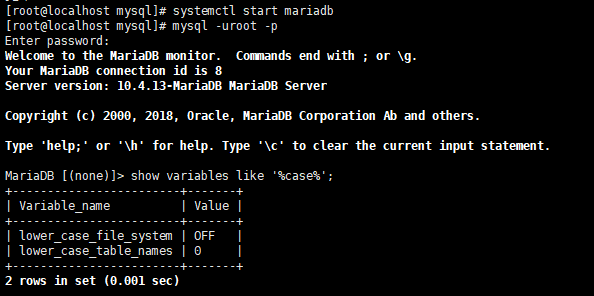 [root@localhost mysql]# systemctl start mariadb
[root@localhost mysql]# mysql -uroot -p
Enter password:
Welcome to the MariaDB monitor.  Commands end with ; or \g.
Your MariaDB connection id is 8
Server version: 10.4.13-MariaDB MariaDB Server
Copyright (c) 2000, 2018, Oracle, MariaDB Corporation Ab and others.
Type 'help;' or '\h' for help. Type '\c' to clear the current input statement.
MariaDB [(none)]> show variables like '%case%';
+------------------------+-------+
| Variable_name          | Value |
+------------------------+-------+
| lower_case_file_system | OFF   |
| lower_case_table_names | 0     |
+------------------------+-------+
2 rows in set (0.001 sec)